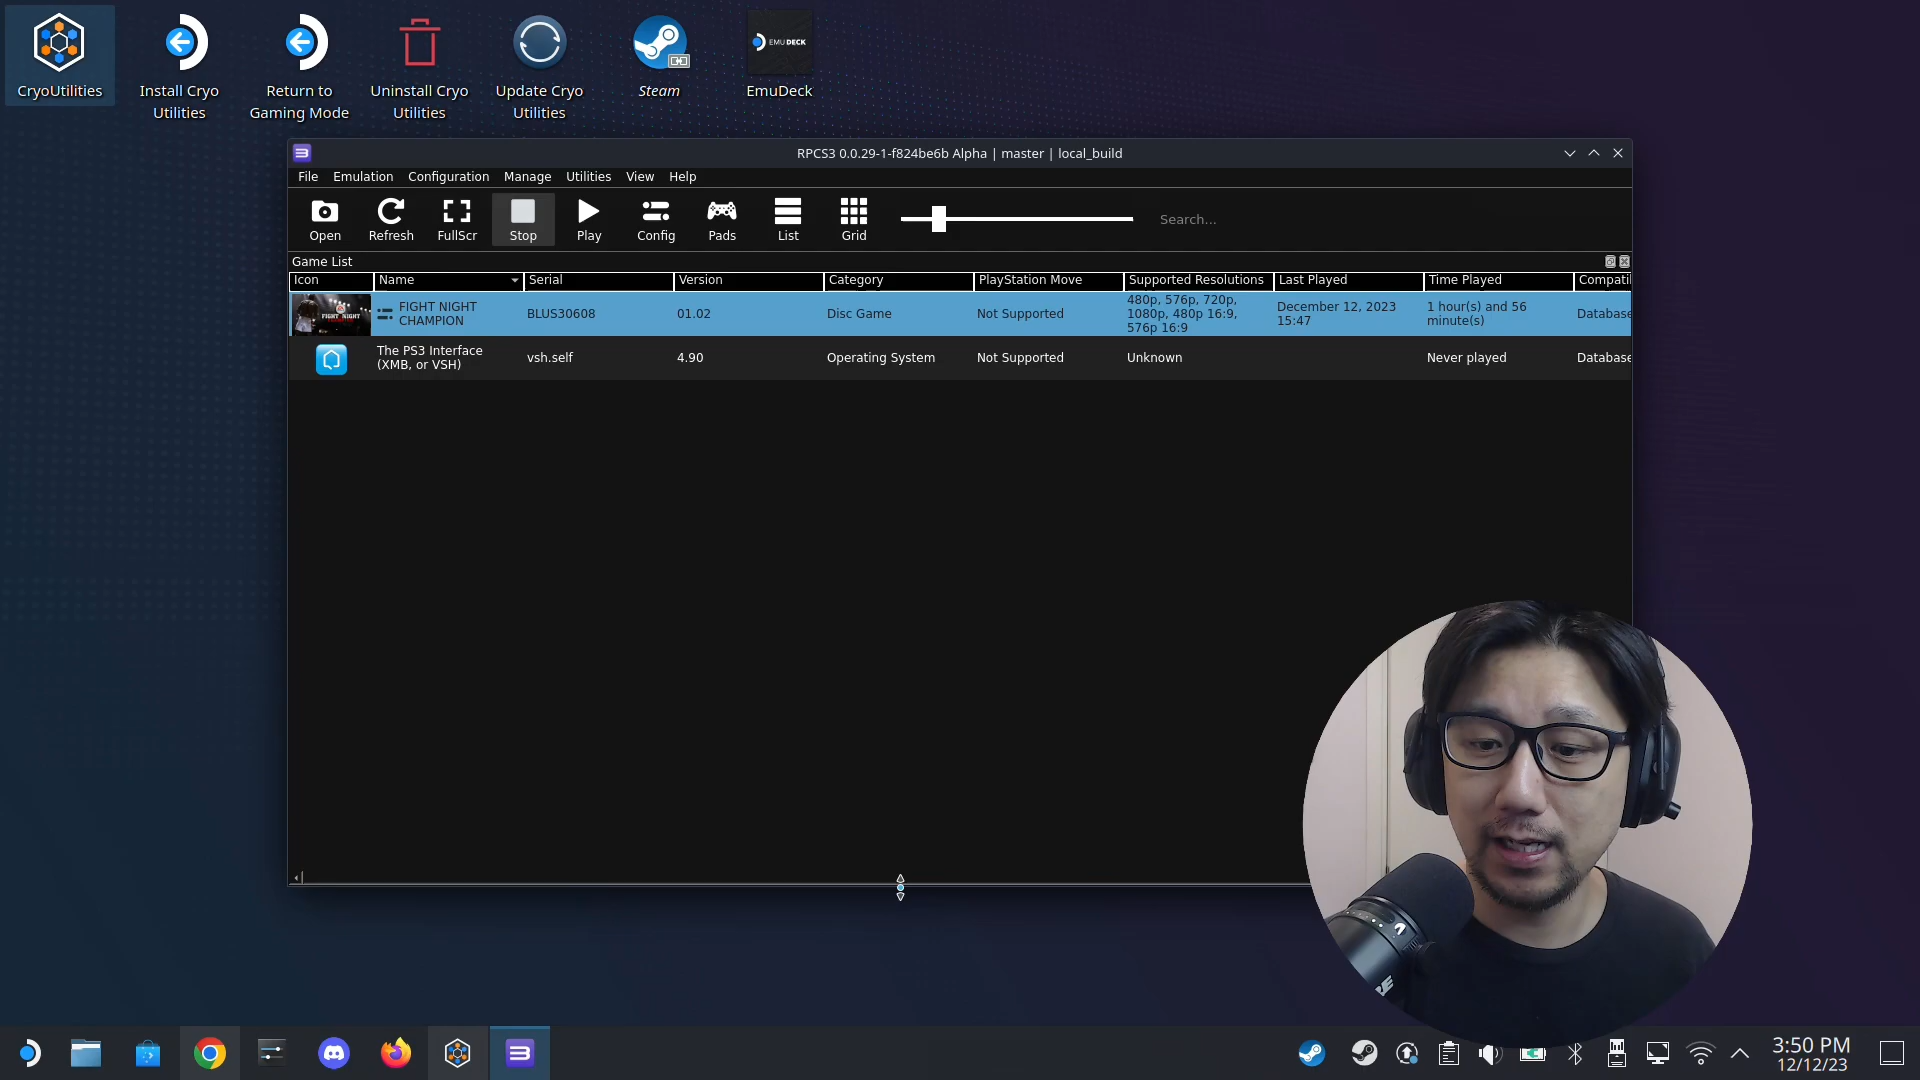 CryoUtilities
Install Cryo
Utilities
Return to
Gaming Mode
Uninstall Cryo
Utilities
Update Cryo
Utilities
Steam
EMUDECK
EmuDeck
RPCS3 0.0.29-1-f824be6b Alpha | master | local_build
File Emulation Configuration Manage Utilities View Help
Open Refresh FullScr Stop Play Config Pads List Grid Search...
Game List
Icon Name Serial Version Category PlayStation Move Supported Resolutions Last Played Time Played Compati
FIGHT NIGHT
FIGHT NIGHT
CHAMPION
BLUS30608
01.02
Disc Game
Not Supported
480p, 576p, 720p,
1080p, 480p 16:9,
576p 16:9
December 12, 2023
15:47
1 hour(s) and 56
minute(s)
Database
The PS3 Interface
(XMB, or VSH)
vsh.self
4.90
Operating System
Not Supported
Unknown
Never played
Database
3:50 PM
12/12/23